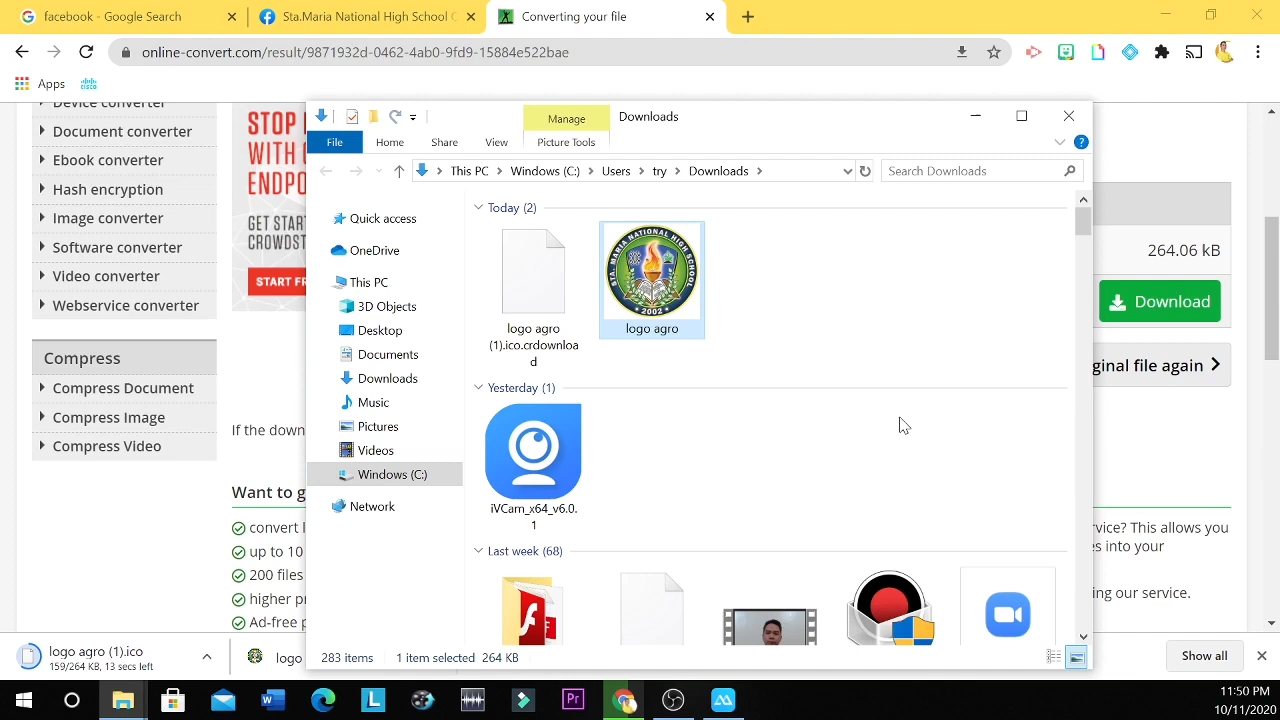 facebook - Google Search
Sta.Maria National High School C
Converting your file
online-convert.com/result/9871932d-0462-4ab0-9fd9-15884e522bae
Apps
Device converter
Document converter
Ebook converter
Hash encryption
Image converter
Software converter
Video converter
Webservice converter
Compress
Compress Document
Compress Image
Compress Video
STOP
WITH
ENDPO
GET STAR
CROWDST
START FR
If the down
Want to g
convert
up to 10
200 files
higher p
Ad-free p
Manage
Downloads
File
Home
Share
View
Picture Tools
This PC
Windows (C:)
Users
try
Downloads
Search Downloads
Quick access
OneDrive
This PC
3D Objects
Desktop
Documents
Downloads
Music
Pictures
Videos
Windows (C:)
Network
Today (2)
logo agro
(1).ico.crdownloa
d
STA. MARIA NATIONAL HIGH SCHOOL
2002
logo agro
Yesterday (1)
iVCam_x64_v6.0.
1
Last week (68)
283 items
1 item selected 264 KB
264.06 kB
Download
ginal file again
rvice? This allows you
es into your
ing our service.
logo agro (1).ico
159/264 KB, 13 secs left
logo
Show all
11:50 PM
10/11/2020